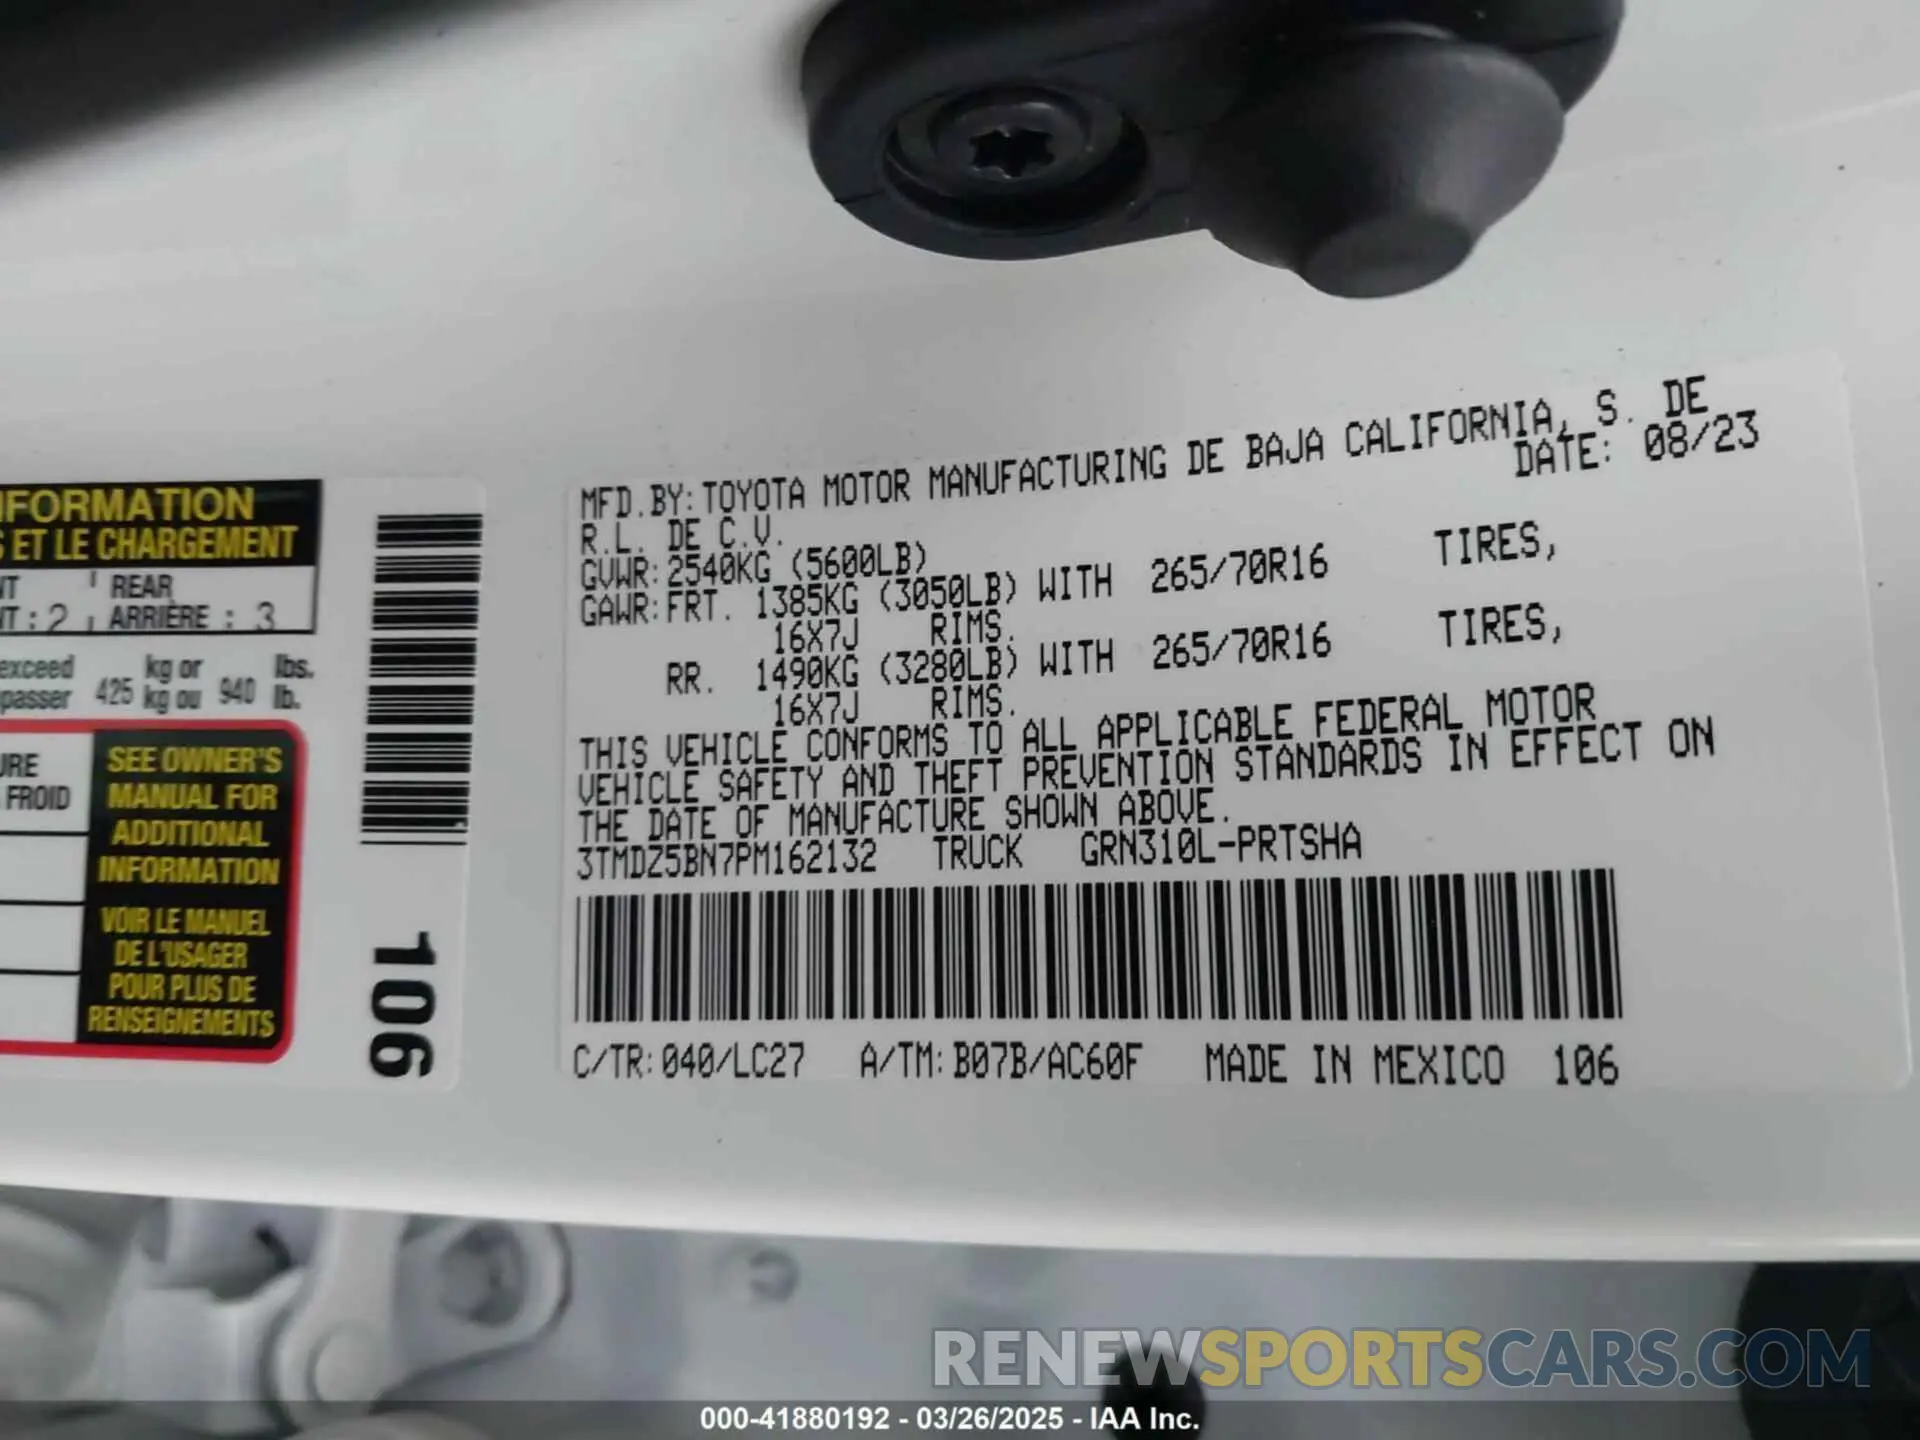 MFD.BY: TOYOTA MOTOR MANUFACTURING DE BAJA CALIFORNIA, S. DE
R.L. DE C.V. DATE: 08/23
GVWR: 2540KG (5600LB)
GAWR: FRT. 1385KG (3050LB) WITH 265/70R16 TIRES,
16X7J RIMS.
RR. 1490KG (3280LB) WITH 265/70R16 TIRES,
16X7J RIMS.
THIS VEHICLE CONFORMS TO ALL APPLICABLE FEDERAL MOTOR
VEHICLE SAFETY AND THEFT PREVENTION STANDARDS IN EFFECT ON
THE DATE OF MANUFACTURE SHOWN ABOVE.
3TMDZ5BN7PM162132 TRUCK GRN310L-PRTSHA
C/TR: 040/LC27 A/TM: B07B/AC60F MADE IN MEXICO 106
NFORMATION
S ET LE CHARGEMENT
NT REAR
NT : 2 ARRIÈRE : 3
exceed kg or lbs.
passer 425 kg ou 940 lb.
URE
FROID
SEE OWNER'S
MANUAL FOR
ADDITIONAL
INFORMATION
VOIR LE MANUEL
DE L'USAGER
POUR PLUS DE
RENSEIGNEMENTS
106
RENEWSPORTSCARS.COM
000-41880192 - 03/26/2025 - IAA Inc.